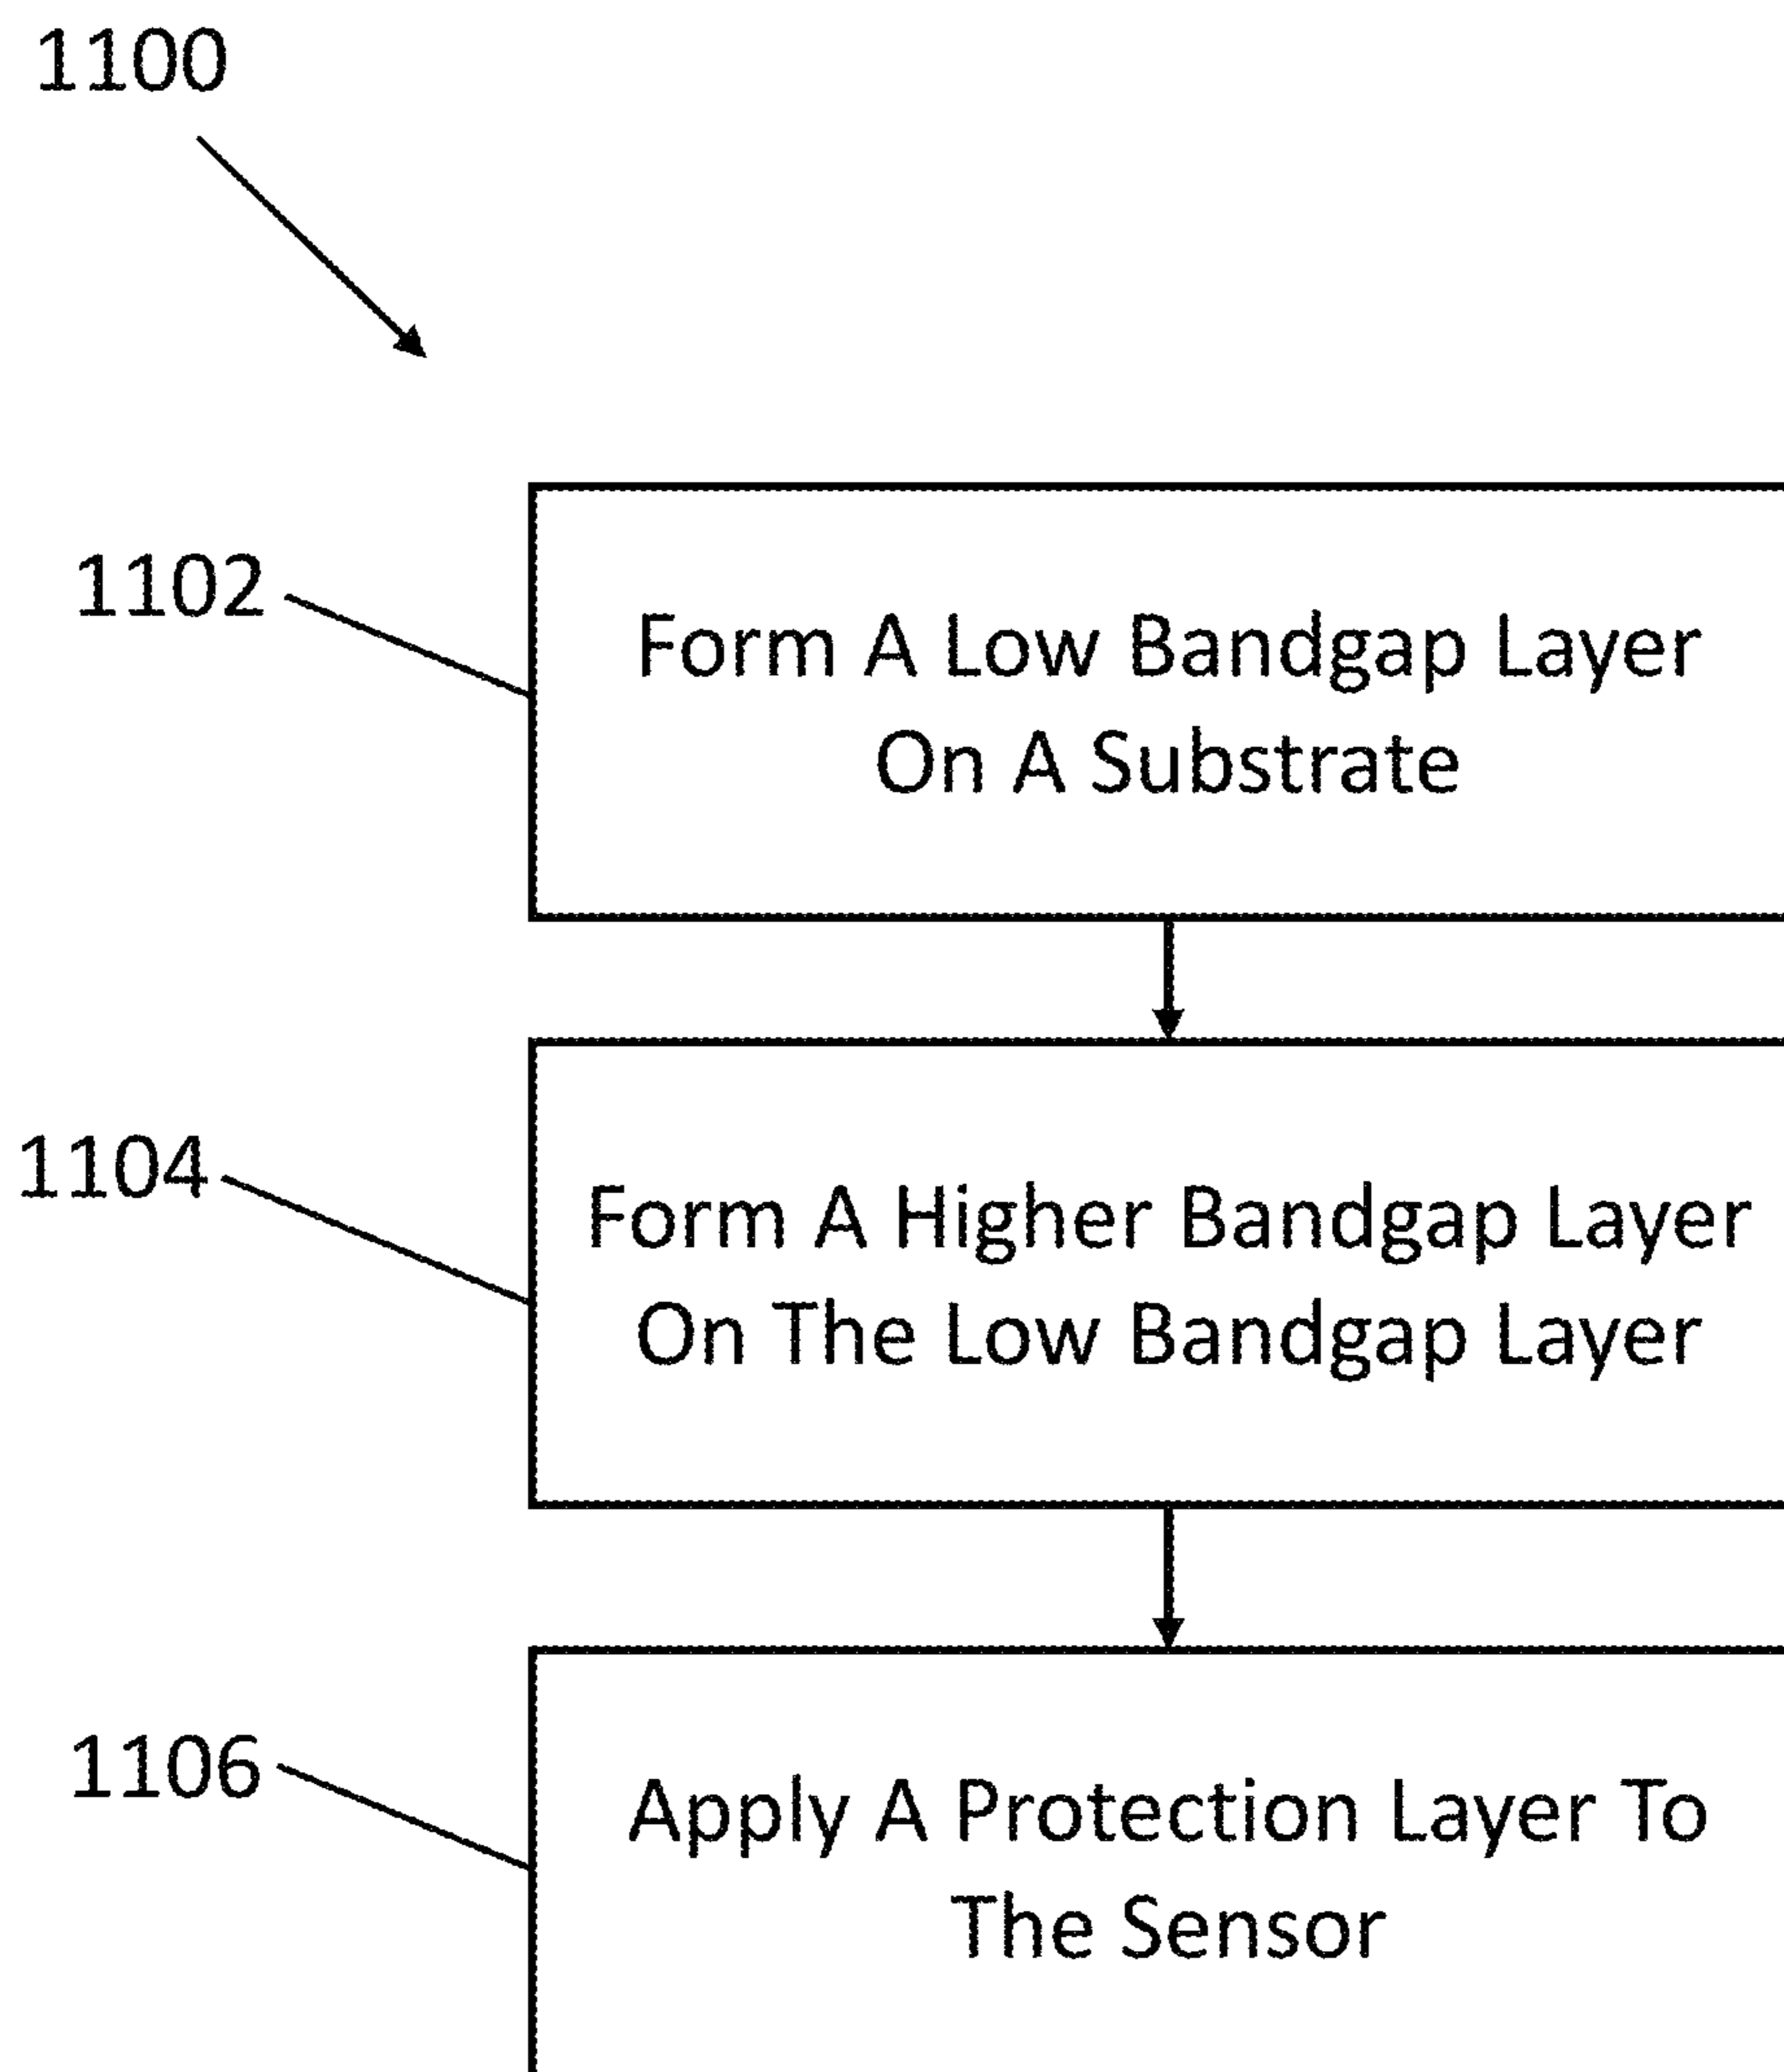 1100
1102
Form A Low Bandgap Layer
On A Substrate
1104
Form A Higher Bandgap Layer
On The Low Bandgap Layer
1106
Apply A Protection Layer To
The Sensor